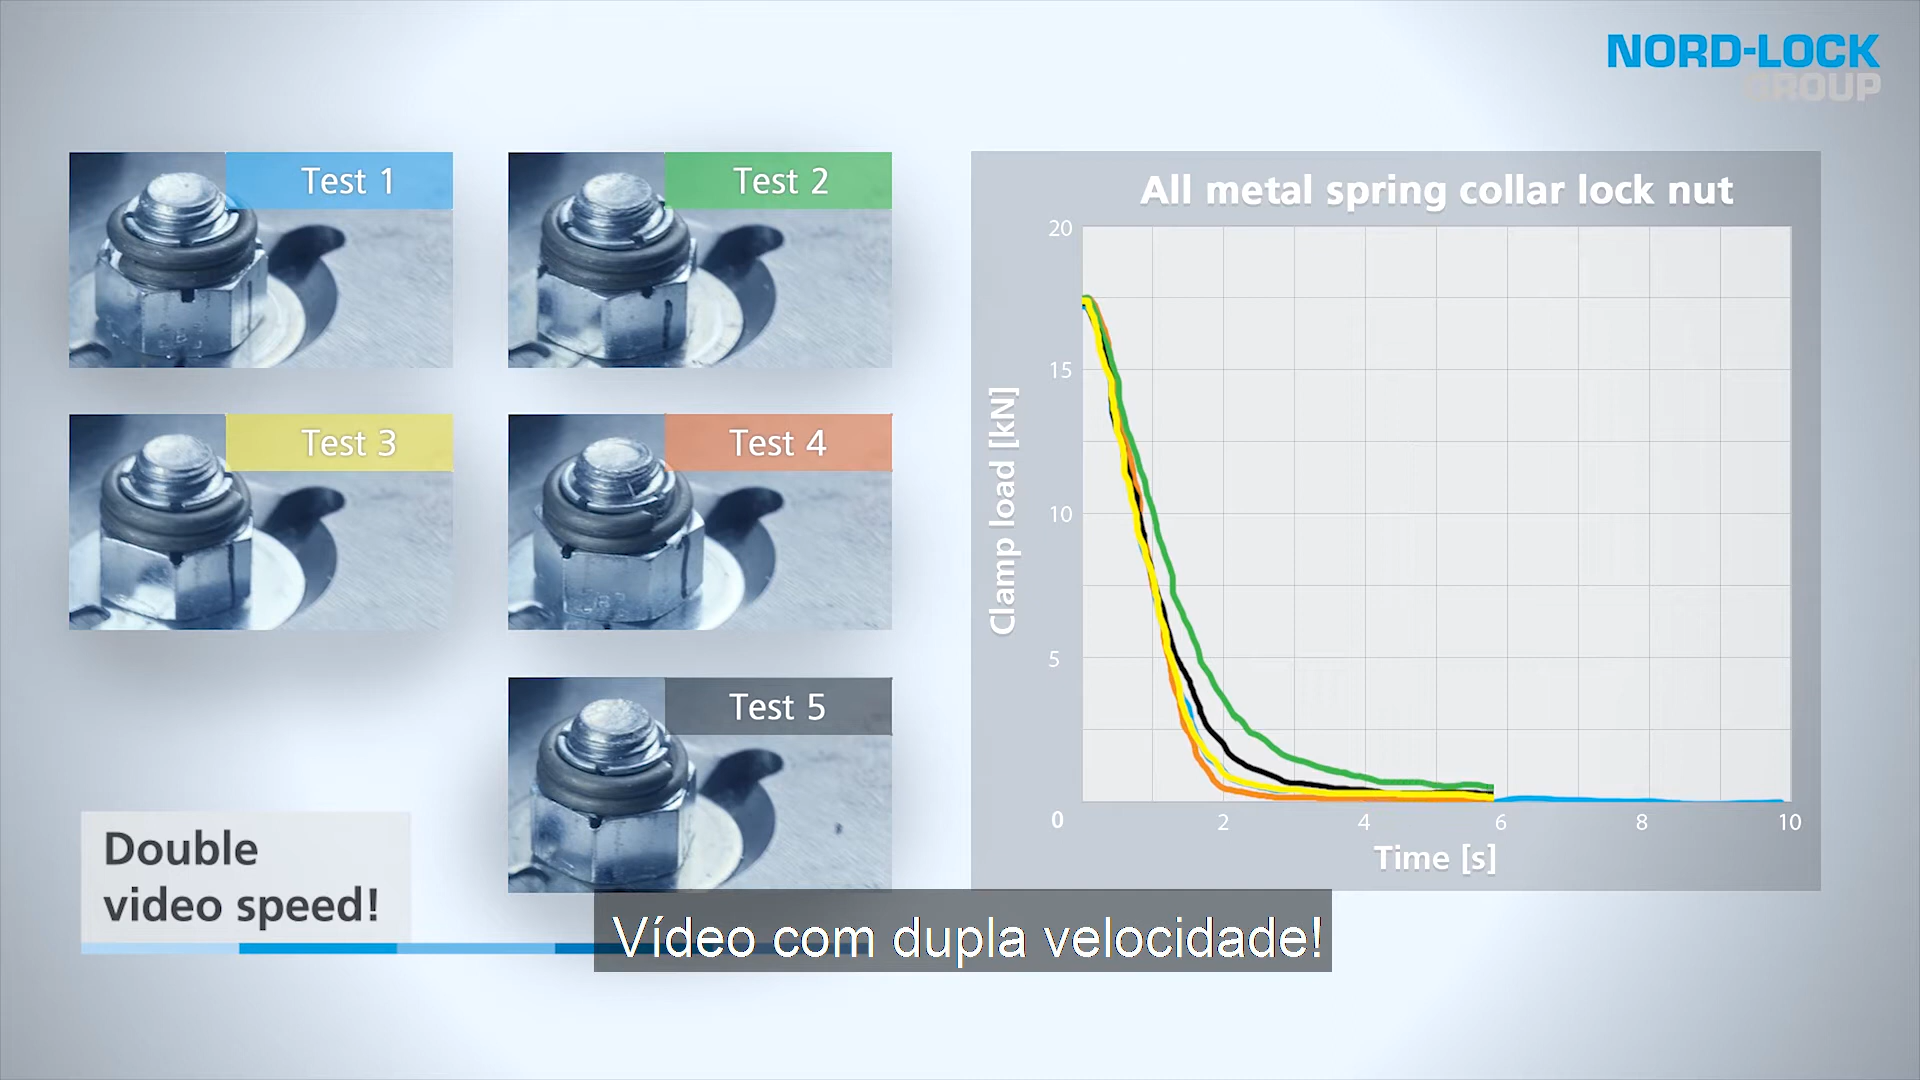 NORD-LOCK
GROUP
Test 1
Test 2
Test 3
Test 4
Test 5
All metal spring collar lock nut
20
15
10
5
0
2
4
6
8
10
Clamp load [kN]
Time [s]
Double
video speed!
Vídeo com dupla velocidade!